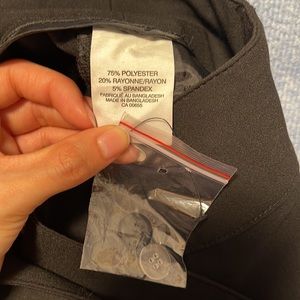 75% POLYESTER
20% RAYONNE/RAYON
5% SPANDEX
FABRIQUÉ AU BANGLADESH
MADE IN BANGLADESH
CA 00655